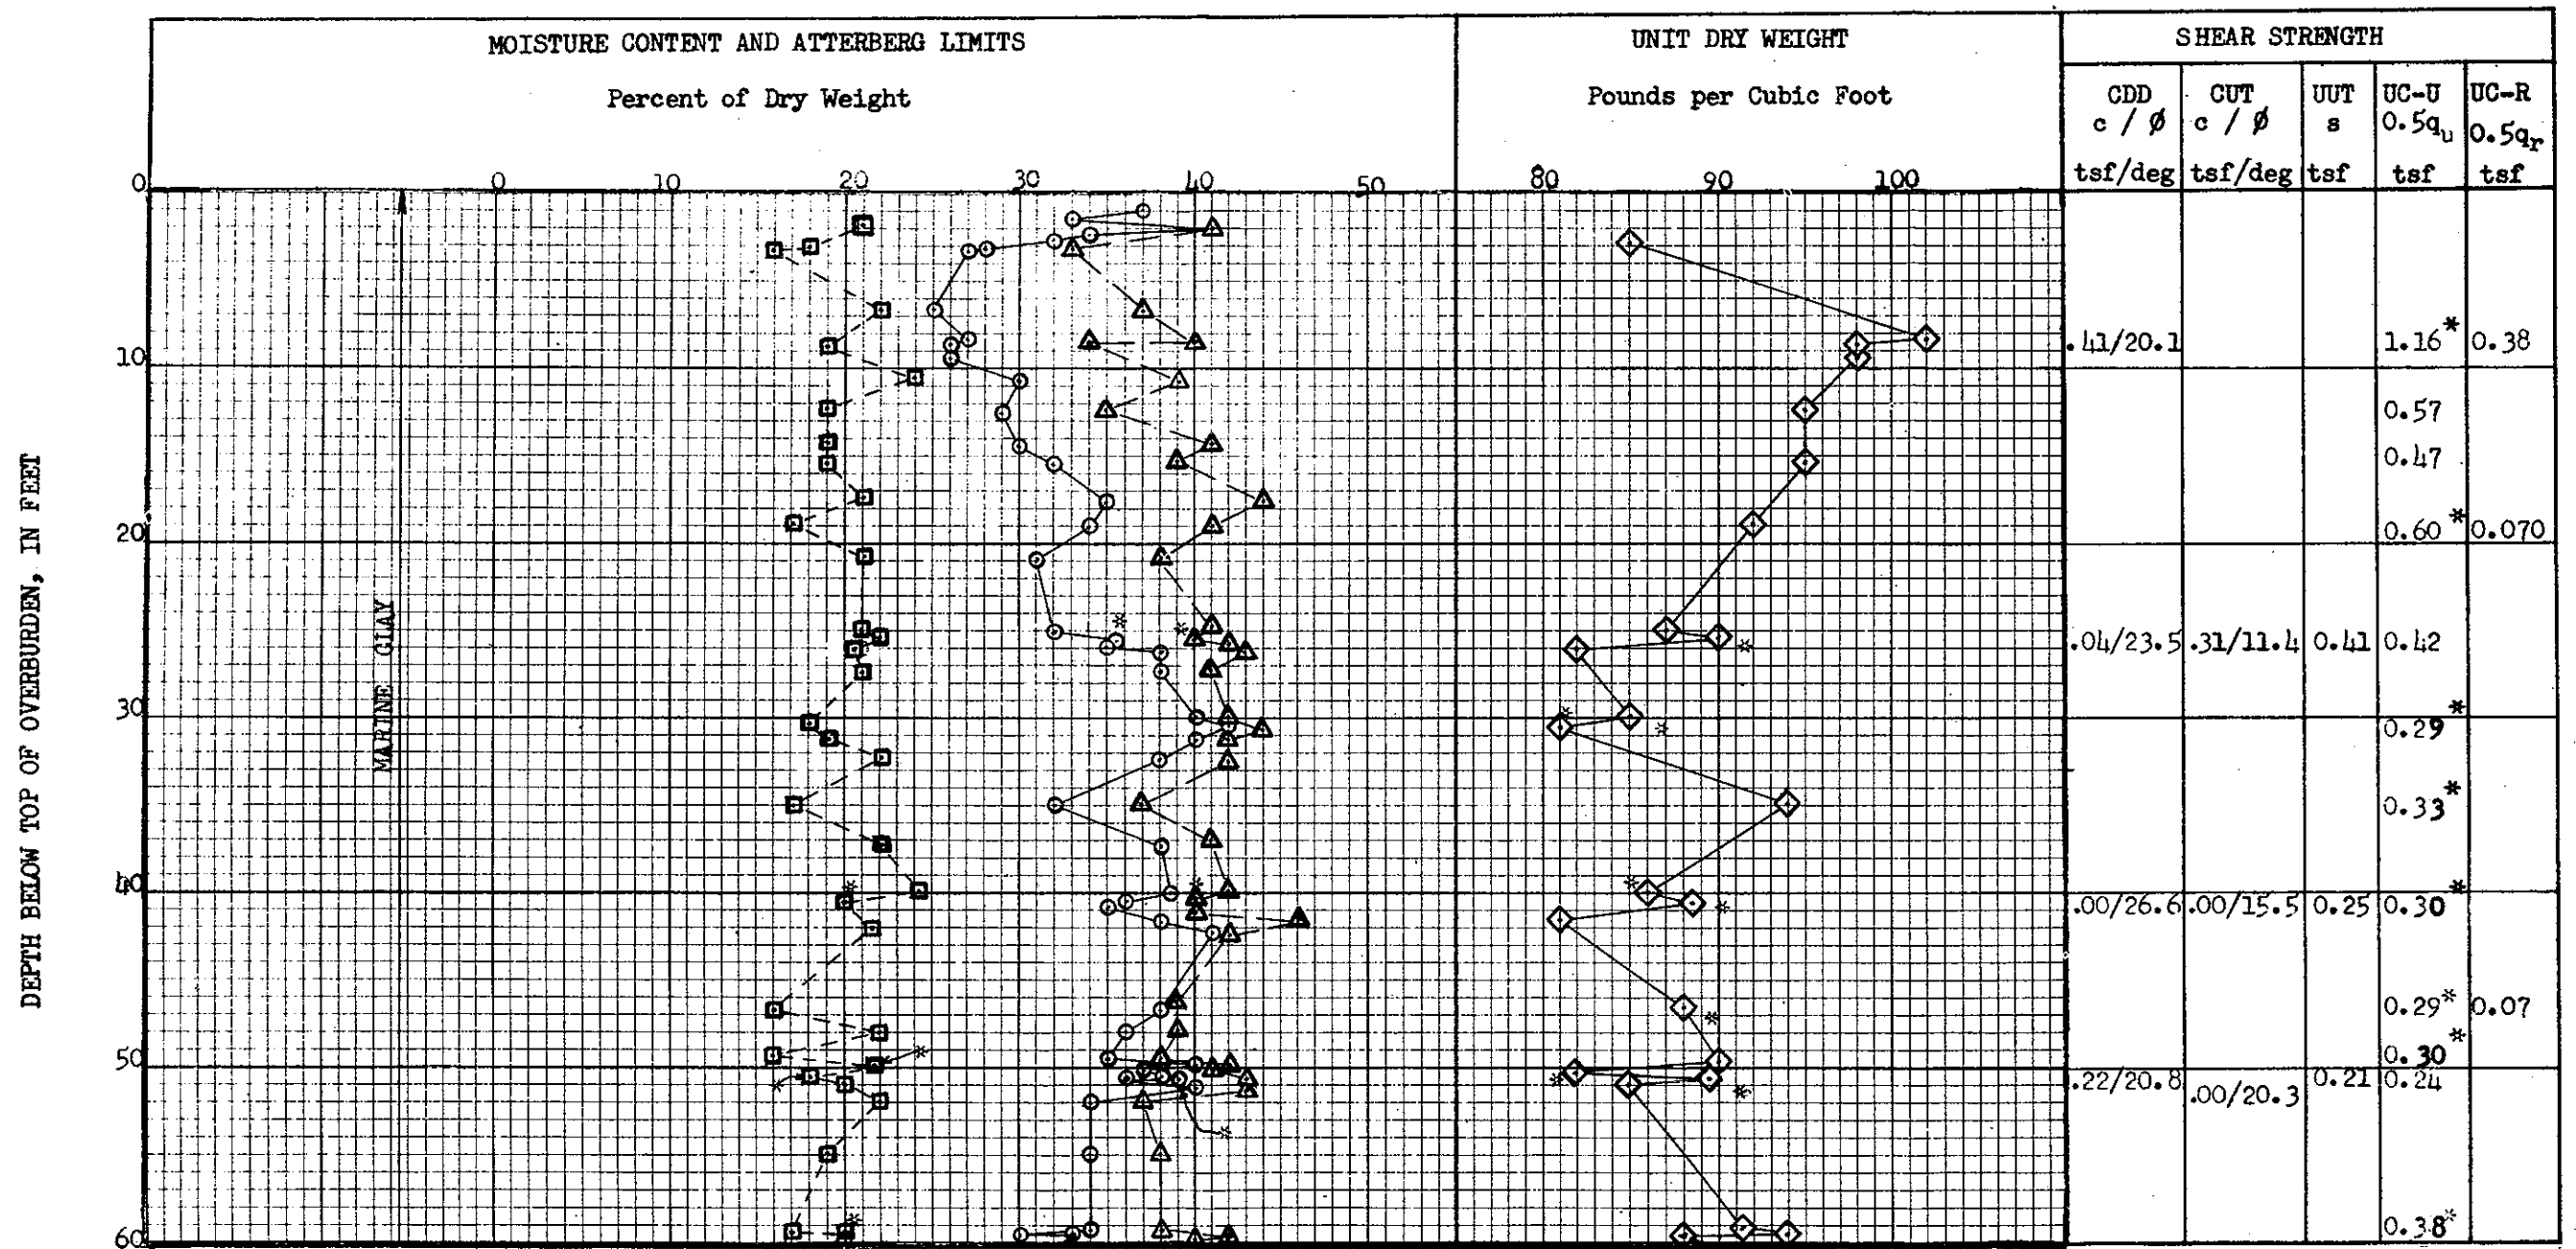 MOISTURE CONTENT AND ATTERBERG LIMITS
Percent of Dry Weight
UNIT DRY WEIGHT
Pounds per Cubic Foot
SHEAR STRENGTH
CDD CUT UUT UC-U UC-R
c / Ø c / Ø s 0.5qu 0.5qr
tsf/deg tsf/deg tsf tsf tsf
0 10 20 30 40 50 80 90 100
DEPTH BELOW TOP OF OVERBURDEN, IN FEET
MARINE CLAY
0
10
20
30
40
50
60
.41/20.1 1.16* 0.38
0.57
0.47
0.60* 0.070
.04/23.5 .31/11.4 0.41 0.42
0.29*
0.33*
.00/26.6 .00/15.5 0.25 0.30*
0.29* 0.07
0.30*
.22/20.8 .00/20.3 0.21 0.24
0.38*